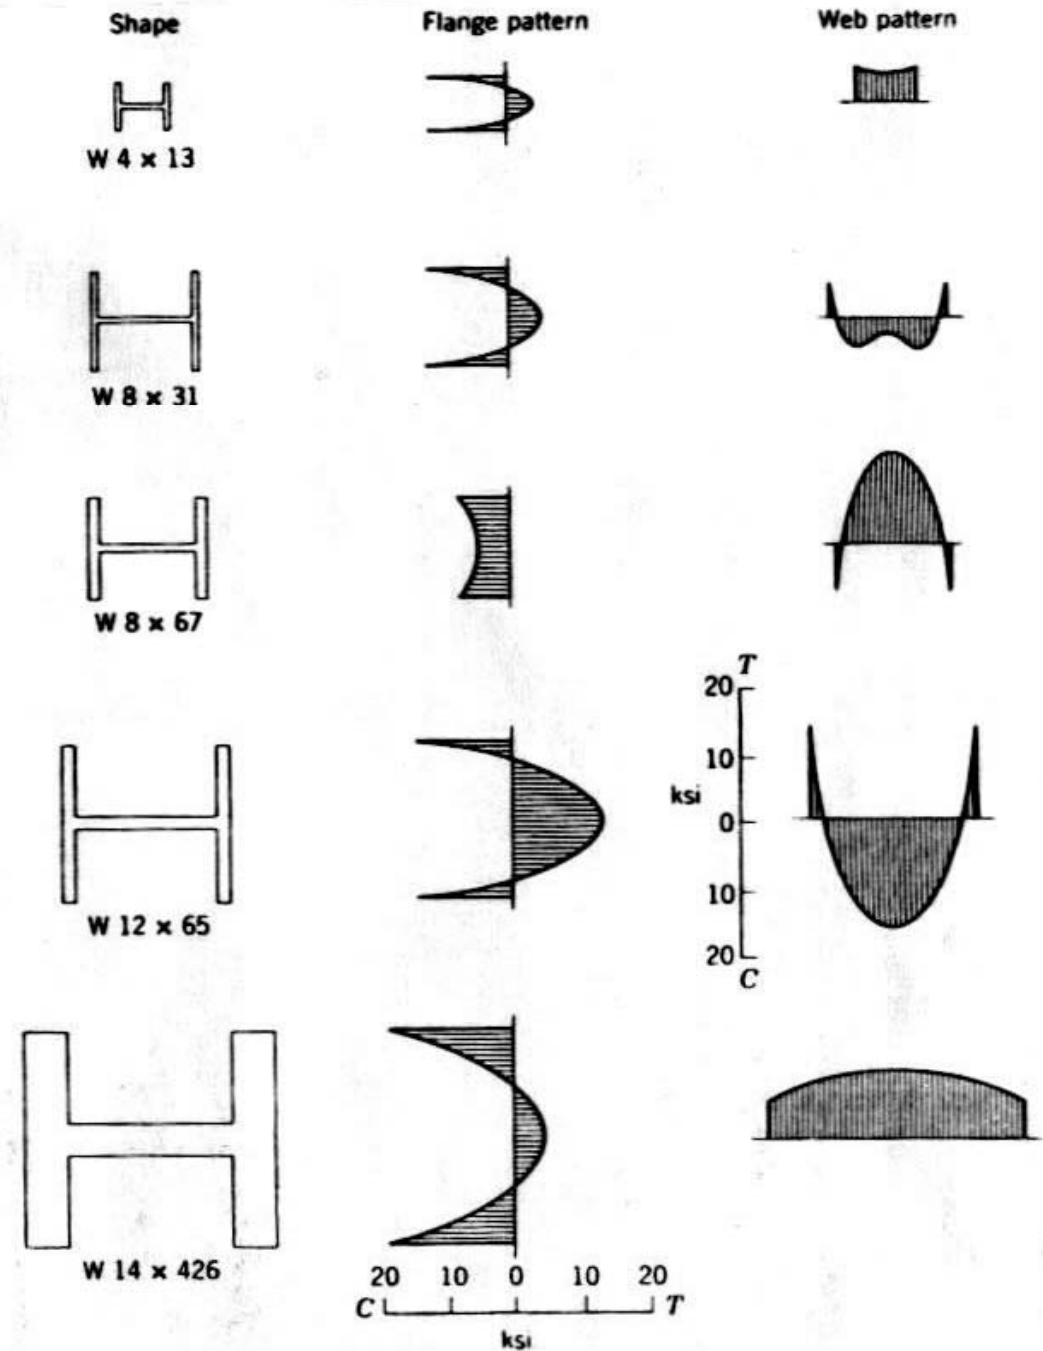 Shape Flange pattern Web pattern
W 4 × 13
W 8 × 31
W 8 × 67
T
20
10
ksi
0
10
20
C
W 12 × 65
W 14 × 426
20 10 0 10 20
C T
ksi